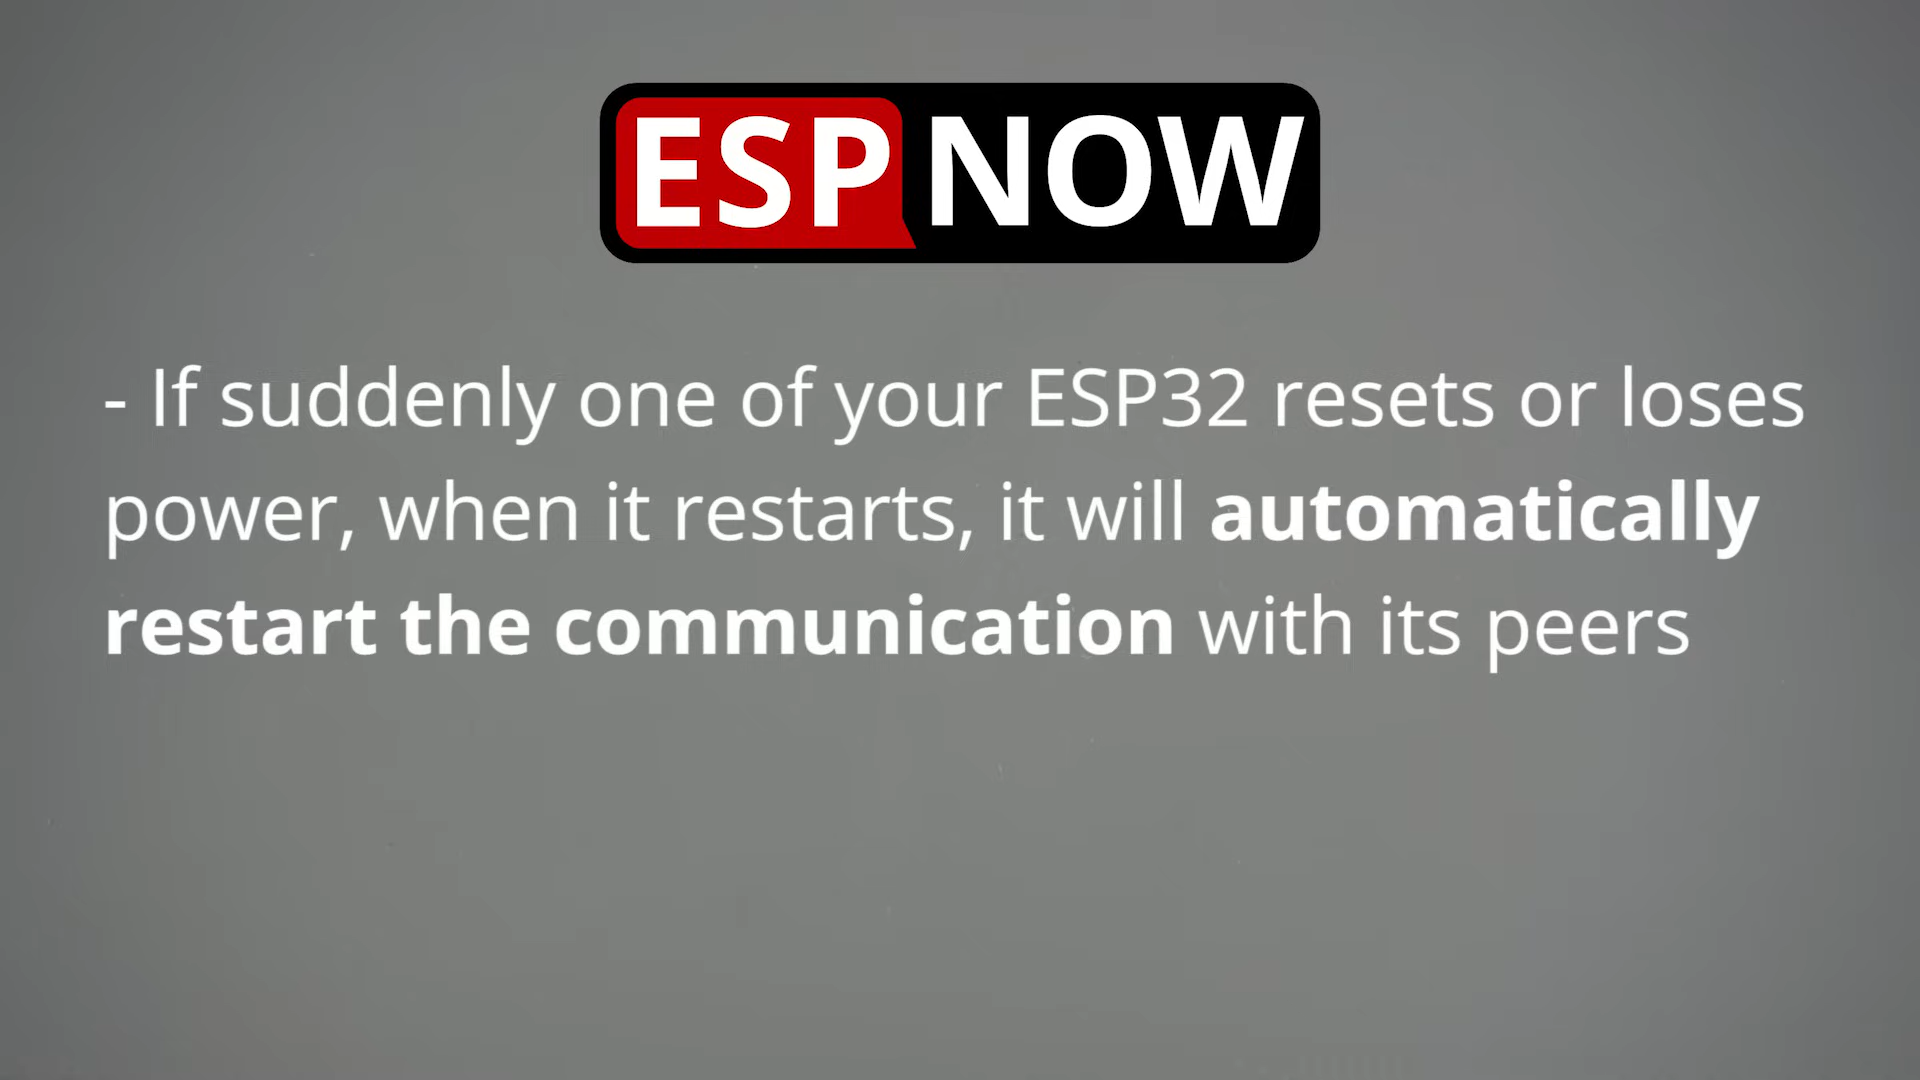 ESP NOW
- If suddenly one of your ESP32 resets or loses
power, when it restarts, it will automatically
restart the communication with its peers